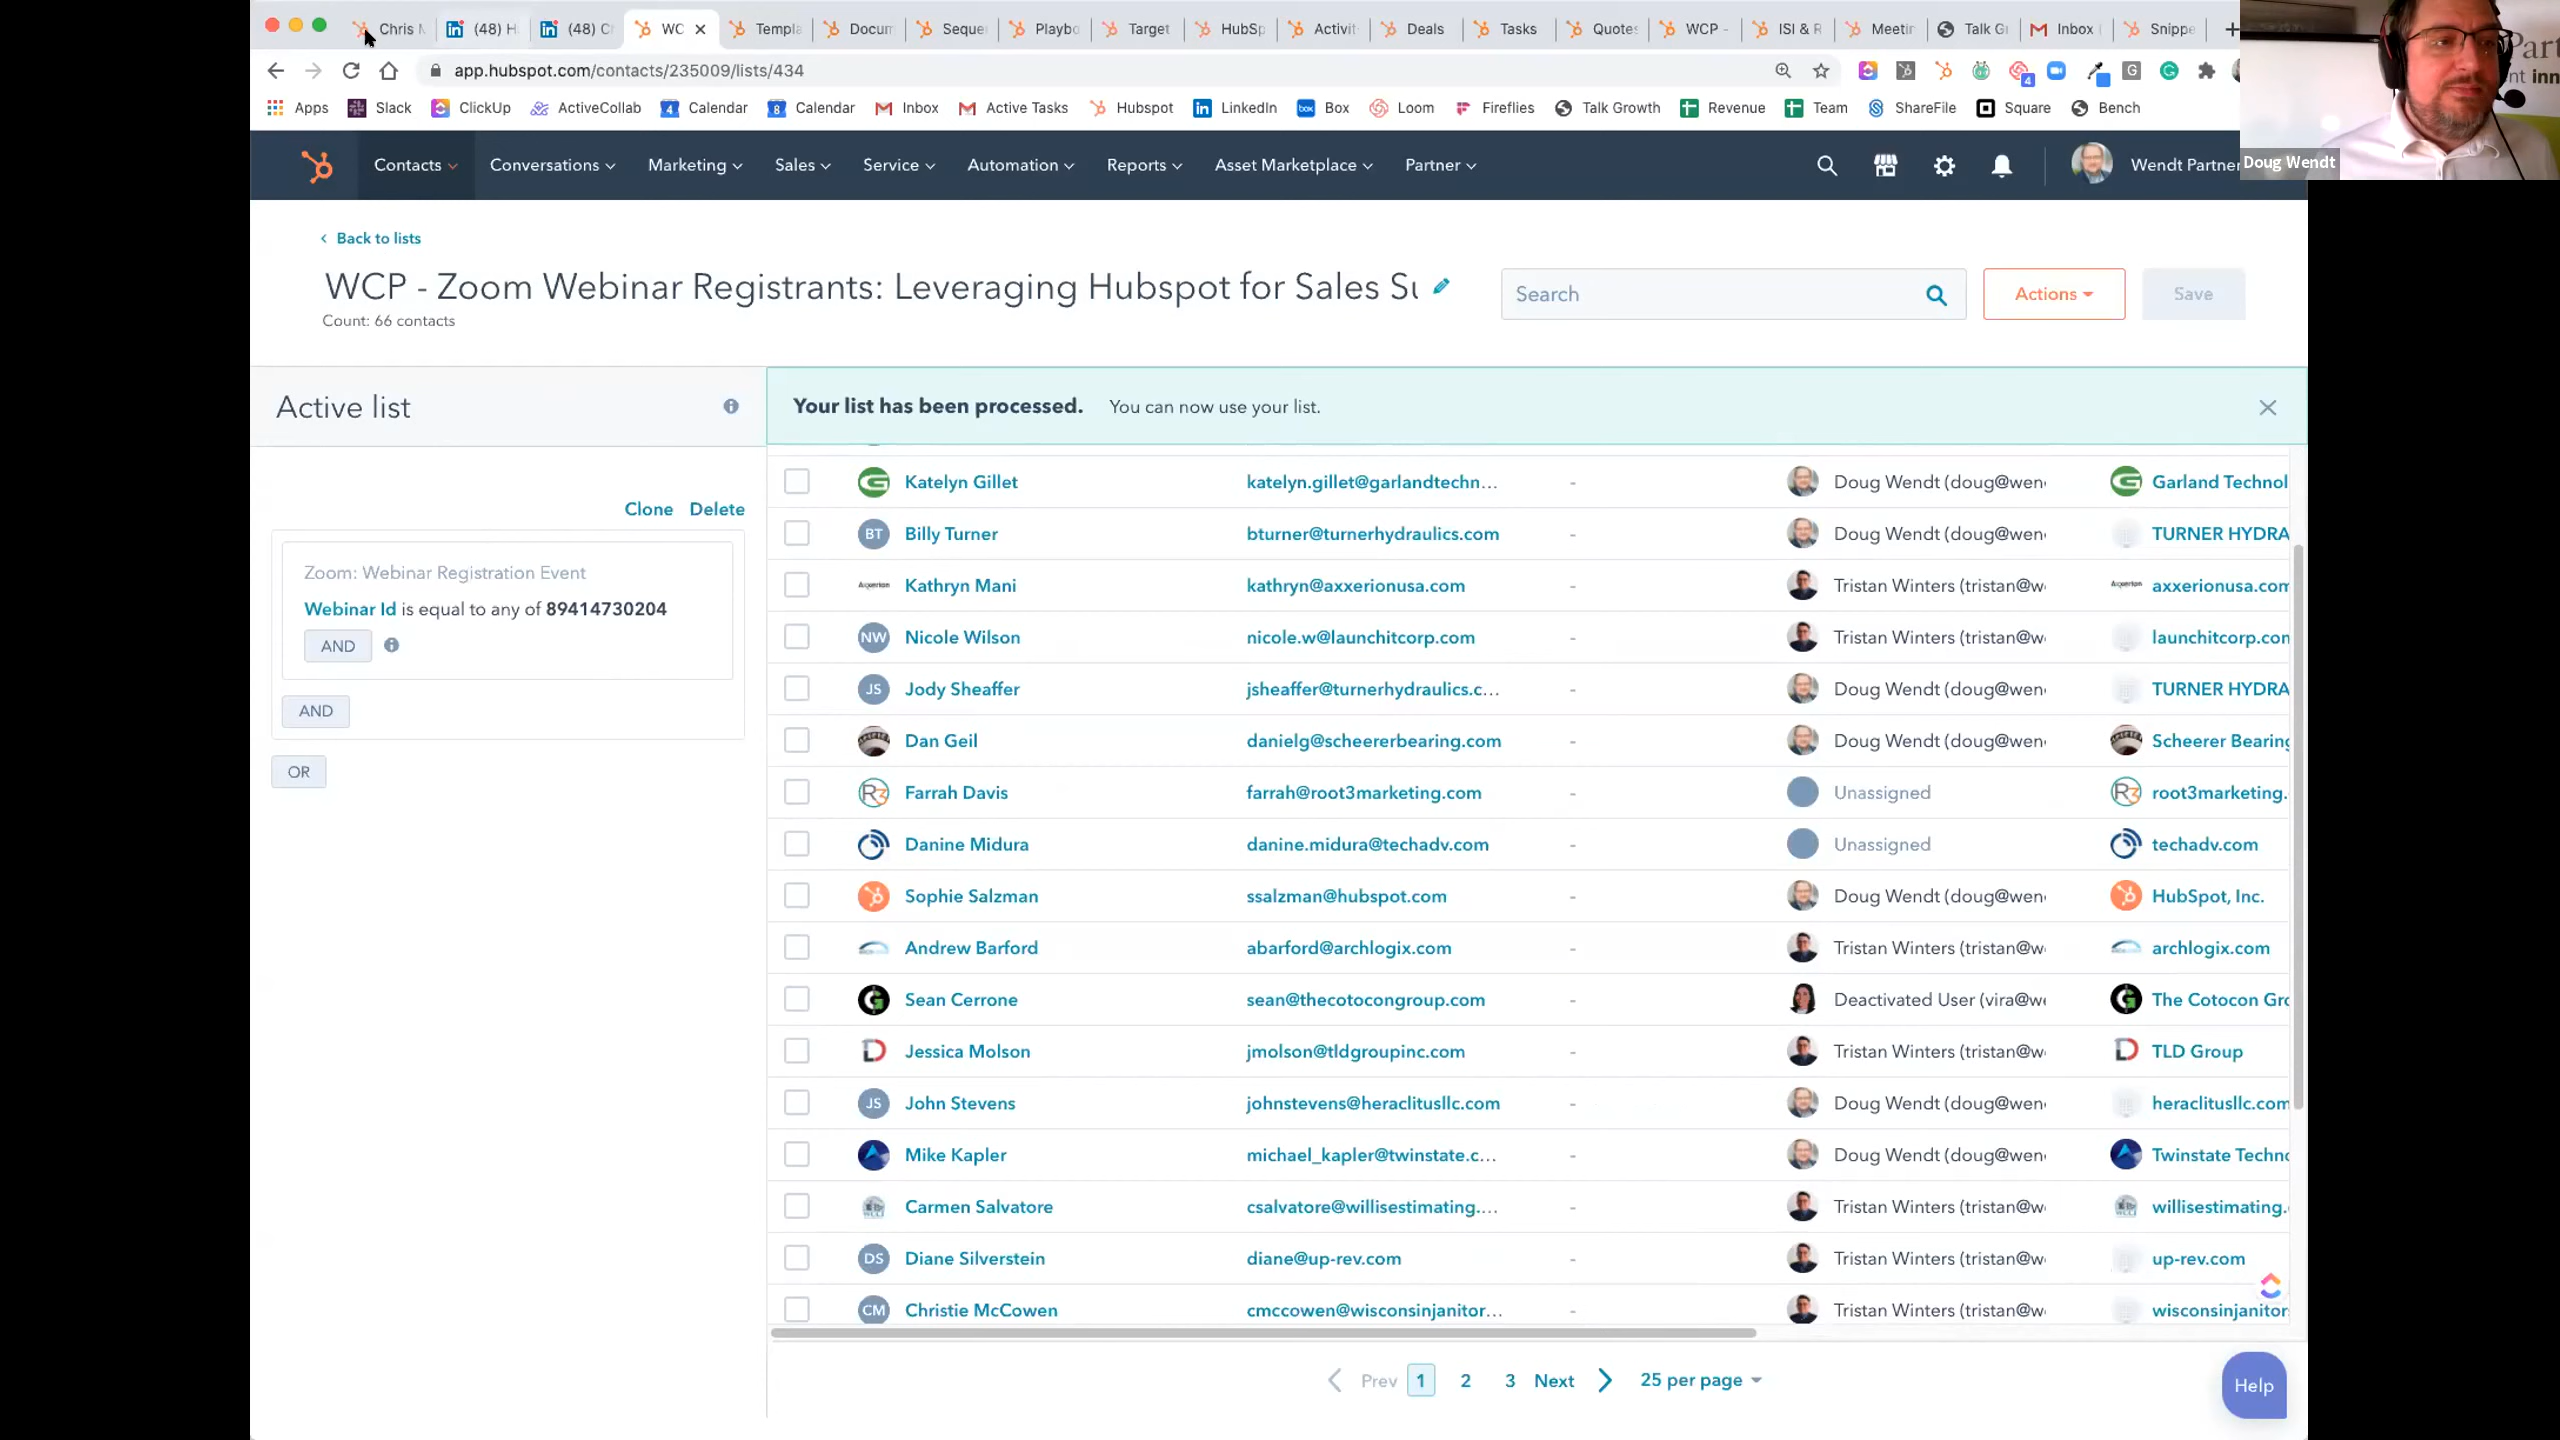 Chris M
(48) H
(48) C
WC
Templa
Docum
Seque
Playbo
Target
HubSp
Activit
Deals
Tasks
Quotes
WCP -
ISI & R
Meetin
Talk Gr
Inbox
Snippe
app.hubspot.com/contacts/235009/lists/434
Apps Slack ClickUp ActiveCollab Calendar Calendar Inbox Active Tasks Hubspot LinkedIn Box Loom Fireflies Talk Growth Revenue Team ShareFile Square Bench
Contacts Conversations Marketing Sales Service Automation Reports Asset Marketplace Partner Wendt Partner
Doug Wendt
Back to lists
WCP - Zoom Webinar Registrants: Leveraging Hubspot for Sales Su
Count: 66 contacts
Search
Actions
Save
Active list
Your list has been processed. You can now use your list.
Clone Delete
Zoom: Webinar Registration Event
Webinar Id is equal to any of 89414730204
AND
AND
OR
Katelyn Gillet katelyn.gillet@garlandtechn... - Doug Wendt (doug@wen Garland Technol
BT Billy Turner bturner@turnerhydraulics.com - Doug Wendt (doug@wen TURNER HYDRA
Kathryn Mani kathryn@axxerionusa.com - Tristan Winters (tristan@w axxerionusa.com
NW Nicole Wilson nicole.w@launchitcorp.com - Tristan Winters (tristan@w launchitcorp.com
JS Jody Sheaffer jsheaffer@turnerhydraulics.c... - Doug Wendt (doug@wen TURNER HYDRA
Dan Geil danielg@scheererbearing.com - Doug Wendt (doug@wen Scheerer Bearing
R3 Farrah Davis farrah@root3marketing.com - Unassigned R3 root3marketing.
Danine Midura danine.midura@techadv.com - Unassigned techadv.com
Sophie Salzman ssalzman@hubspot.com - Doug Wendt (doug@wen HubSpot, Inc.
Andrew Barford abarford@archlogix.com - Tristan Winters (tristan@w archlogix.com
Sean Cerrone sean@thecotocongroup.com - Deactivated User (vira@we The Cotocon Gro
Jessica Molson jmolson@tldgroupinc.com - Tristan Winters (tristan@w TLD Group
JS John Stevens johnstevens@heraclitusllc.com - Doug Wendt (doug@wen heraclitusllc.com
Mike Kapler michael_kapler@twinstate.c... - Doug Wendt (doug@wen Twinstate Techno
Carmen Salvatore csalvatore@willisestimating.... - Tristan Winters (tristan@w willisestimating.
DS Diane Silverstein diane@up-rev.com - Tristan Winters (tristan@w up-rev.com
CM Christie McCowen cmccowen@wisconsinjanitor... - Tristan Winters (tristan@w wisconsinjanitor
Prev 1 2 3 Next 25 per page
Help